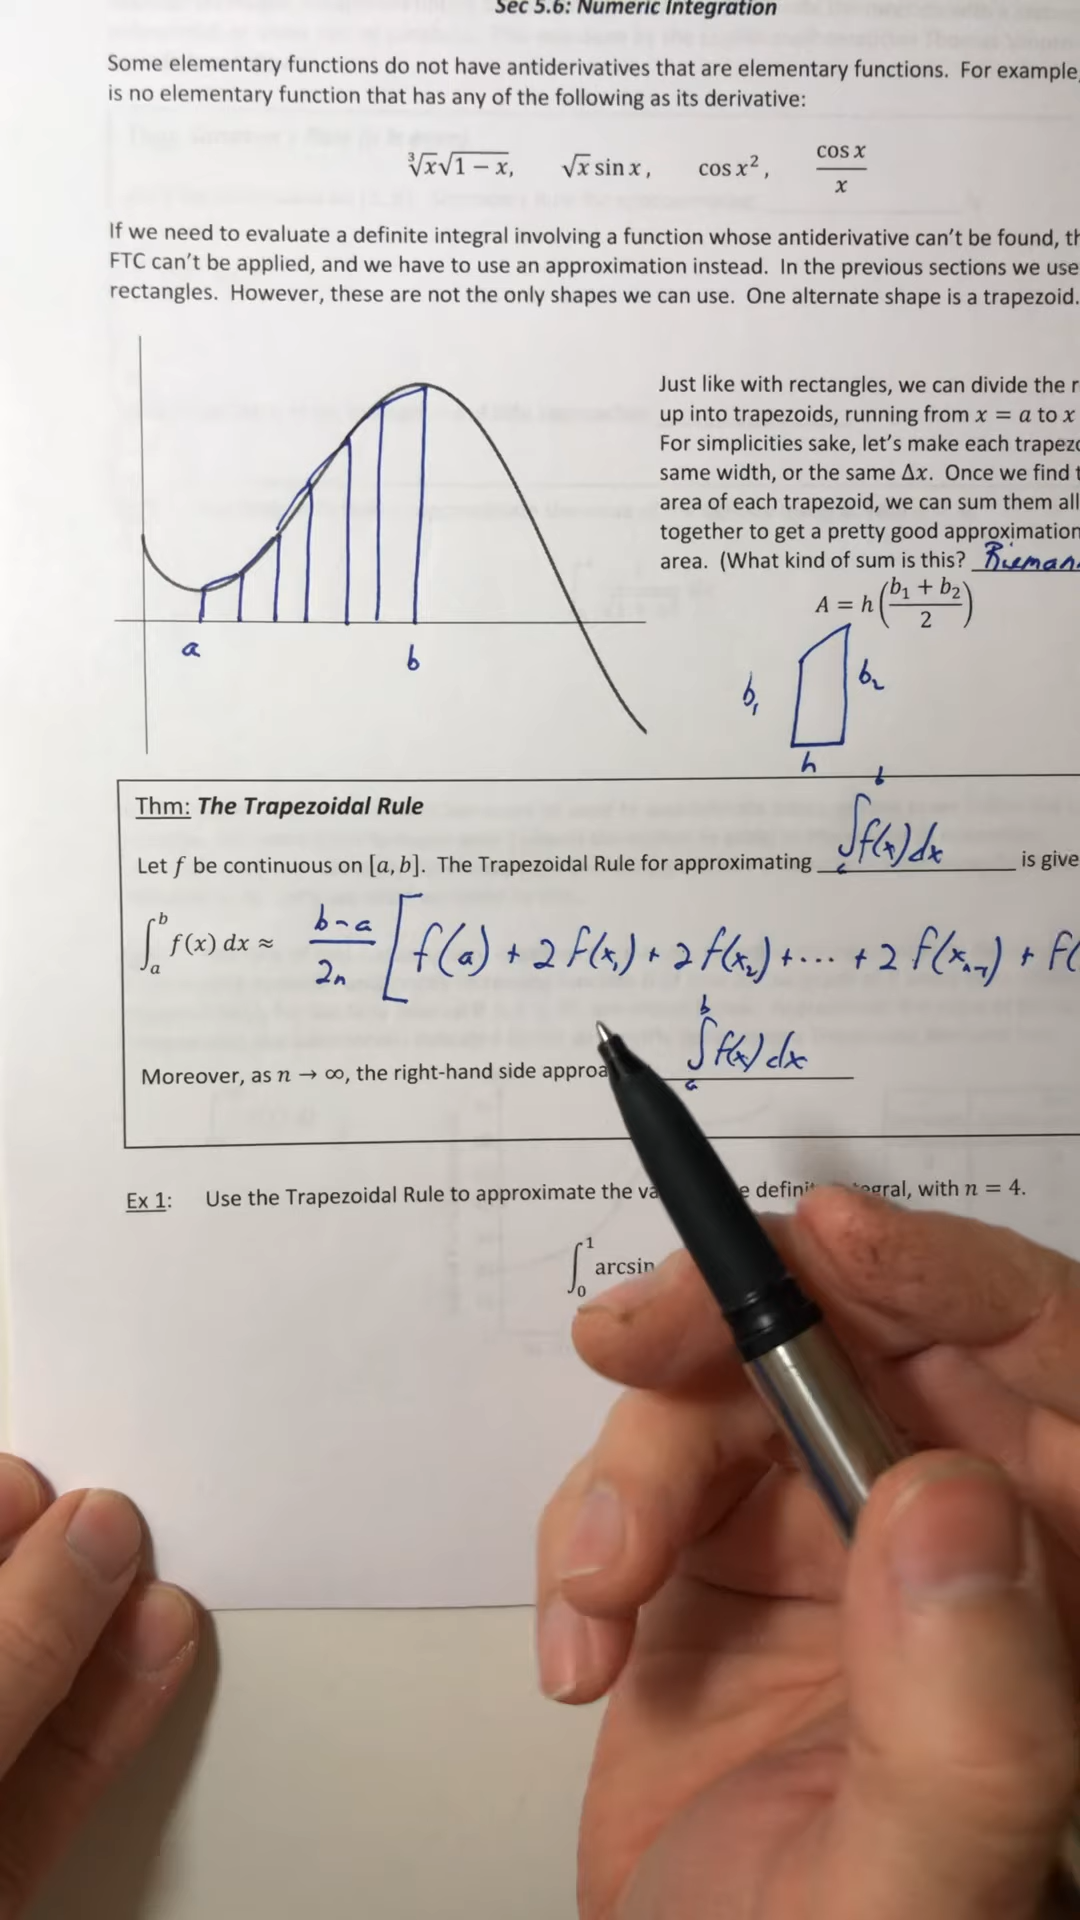 Sec 5.6: Numeric Integration
Some elementary functions do not have antiderivatives that are elementary functions. For example,
is no elementary function that has any of the following as its derivative:
∛x√(1 − x), √x sin x, cos x², cos x / x
If we need to evaluate a definite integral involving a function whose antiderivative can't be found, th
FTC can't be applied, and we have to use an approximation instead. In the previous sections we use
rectangles. However, these are not the only shapes we can use. One alternate shape is a trapezoid.
Just like with rectangles, we can divide the r
up into trapezoids, running from x = a to x
For simplicities sake, let's make each trapezo
same width, or the same Δx. Once we find t
area of each trapezoid, we can sum them all
together to get a pretty good approximation
area. (What kind of sum is this? Rieman
A = h((b₁ + b₂)/2)
a b
b₁ b₂
h
Thm: The Trapezoidal Rule
Let f be continuous on [a, b]. The Trapezoidal Rule for approximating ∫ₐᵇ f(x) dx is give
∫ₐᵇ f(x) dx ≈ (b-a)/2n [f(a) + 2f(x₁) + 2f(x₂) + ... + 2f(xₙ₋₁) + f(
Moreover, as n → ∞, the right-hand side approa ∫ₐᵇ f(x) dx
Ex 1: Use the Trapezoidal Rule to approximate the va e defini egral, with n = 4.
∫₀¹ arcsin